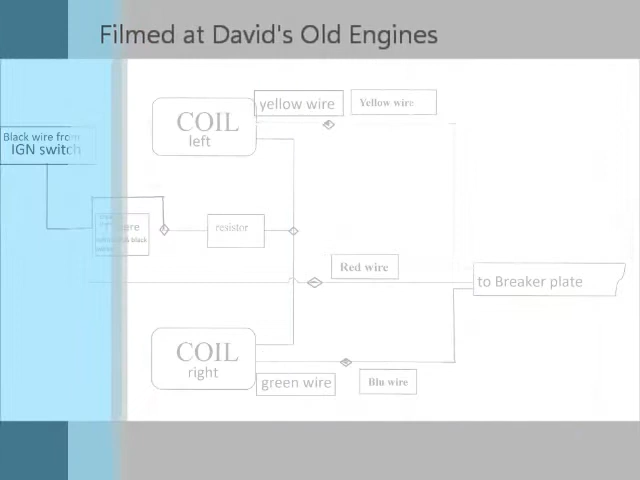 Filmed at David's Old Engines
yellow wire
Yellow wire
COIL
left
Black wire from
IGN switch
resistor
Red wire
to Breaker plate
COIL
right
green wire
Blu wire